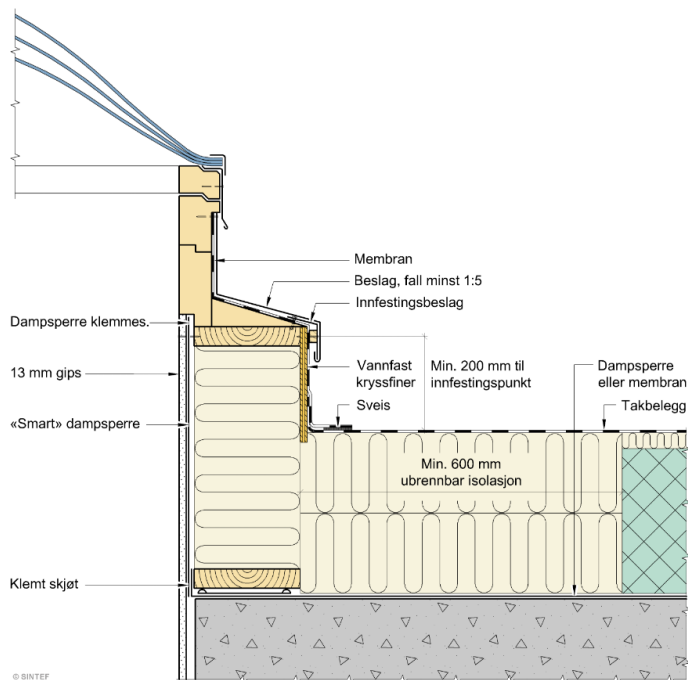 Membran
Beslag, fall minst 1:5
Innfestingsbeslag
Dampsperre klemmes.
13 mm gips
«Smart» dampsperre
Vannfast
kryssfiner
Sveis
Min. 200 mm til
innfestingspunkt
Dampsperre
eller membran
Takbelegg
Min. 600 mm
ubrennbar isolasjon
Klemt skjøt
© SINTEF